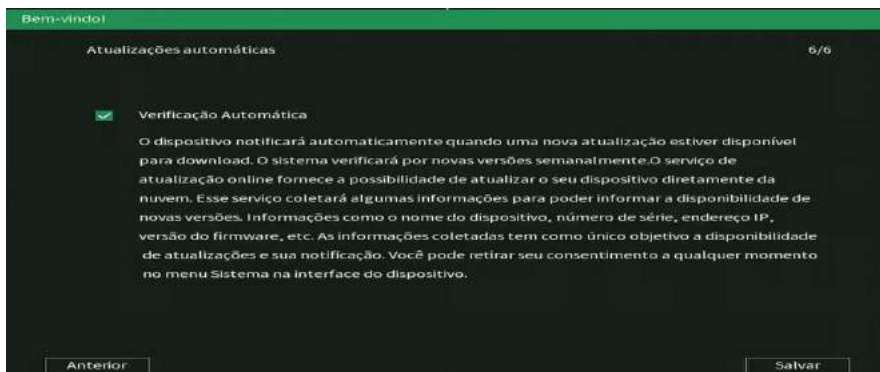 Bem-vindo!
Atualizações automáticas 6/6
Verificação Automática
O dispositivo notificará automaticamente quando uma nova atualização estiver disponível
para download. O sistema verificará por novas versões semanalmente.O serviço de
atualização online fornece a possibilidade de atualizar o seu dispositivo diretamente da
nuvem. Esse serviço coletará algumas informações para poder informar a disponibilidade de
novas versões. Informações como o nome do dispositivo, número de série, endereço IP,
versão do firmware, etc. As informações coletadas tem como único objetivo a disponibilidade
de atualizações e sua notificação. Você pode retirar seu consentimento a qualquer momento
no menu Sistema na interface do dispositivo.
Anterior Salvar